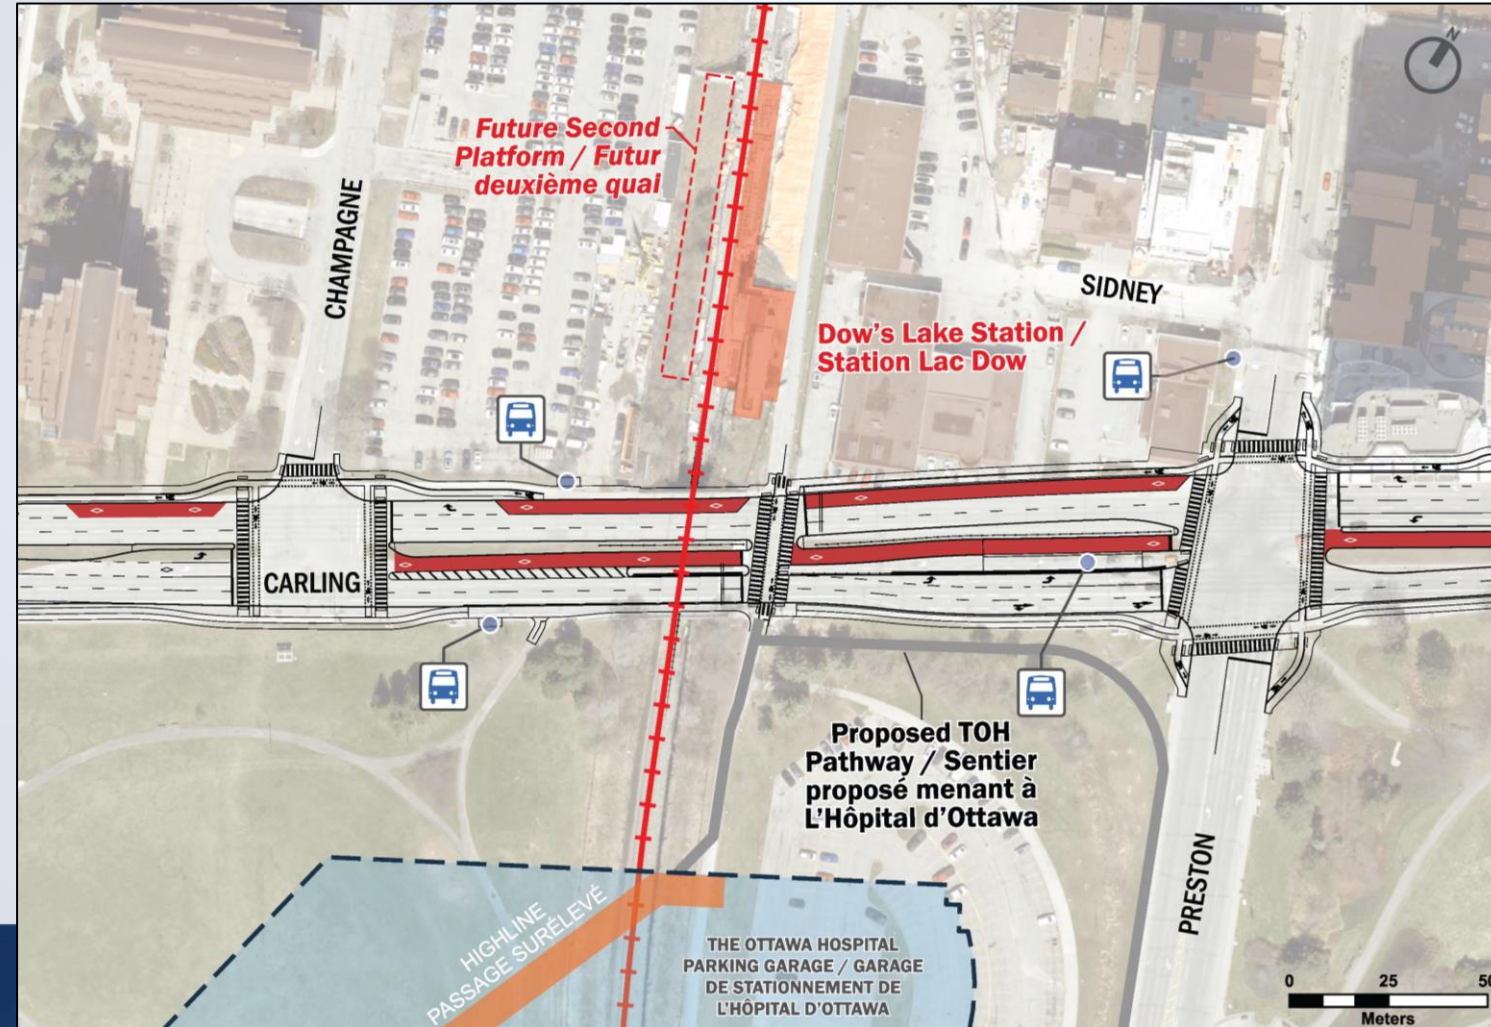 N
Future Second
Platform / Futur
deuxième quai
CHAMPAGNE
SIDNEY
Dow's Lake Station /
Station Lac Dow
CARLING
Proposed TOH
Pathway / Sentier
proposé menant à
L'Hôpital d'Ottawa
PRESTON
HIGHLINE
PASSAGE SURÉLEVÉ
THE OTTAWA HOSPITAL
PARKING GARAGE / GARAGE
DE STATIONNEMENT DE
L'HÔPITAL D'OTTAWA
0 25 50
Meters